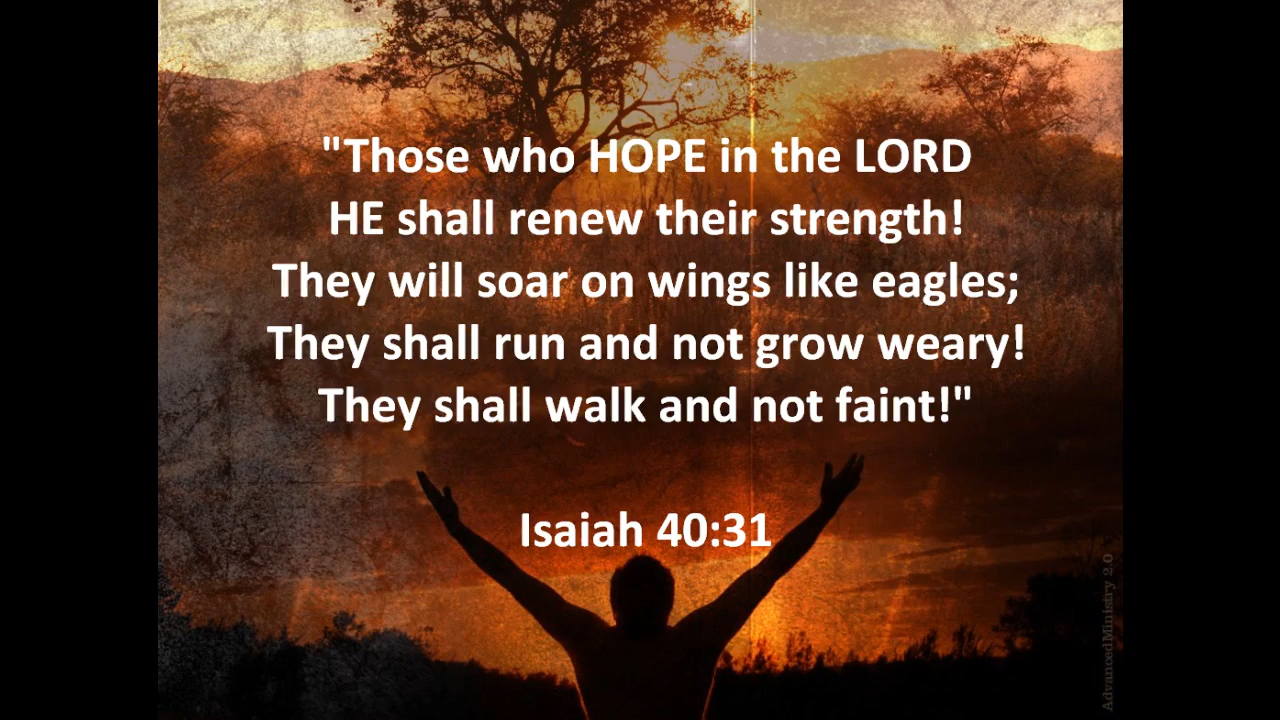 "Those who HOPE in the LORD
HE shall renew their strength!
They will soar on wings like eagles;
They shall run and not grow weary!
They shall walk and not faint!"
Isaiah 40:31
AdvancedMinistry 2.0